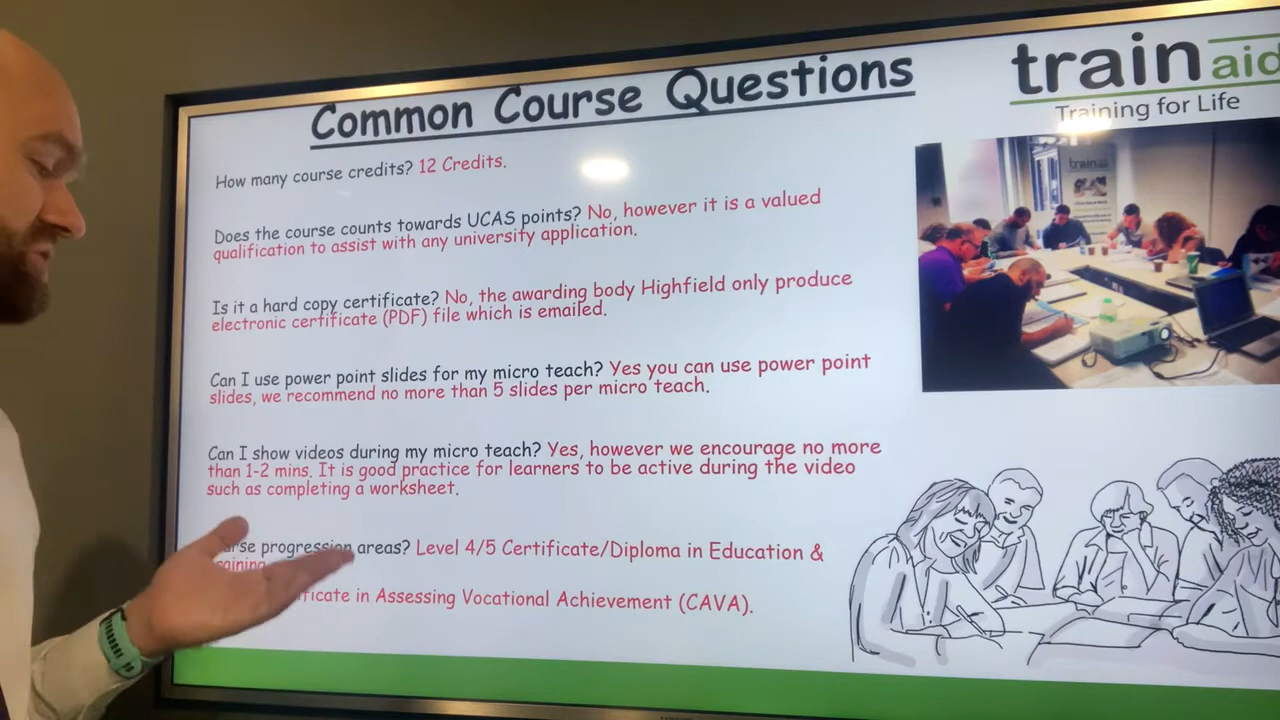 Common Course Questions
train aid
Training for Life
How many course credits? 12 Credits.
Does the course counts towards UCAS points? No, however it is a valued
qualification to assist with any university application.
Is it a hard copy certificate? No, the awarding body Highfield only produce
electronic certificate (PDF) file which is emailed.
Can I use power point slides for my micro teach? Yes you can use power point
slides, we recommend no more than 5 slides per micro teach.
Can I show videos during my micro teach? Yes, however we encourage no more
than 1-2 mins. It is good practice for learners to be active during the video
such as completing a worksheet.
progression areas? Level 4/5 Certificate/Diploma in Education &
in Assessing Vocational Achievement (CAVA).
train